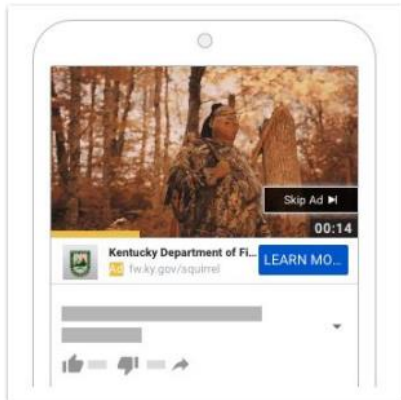 Skip Ad
00:14
Kentucky Department of Fi...
LEARN MO...
Ad fw.ky.gov/squirrel